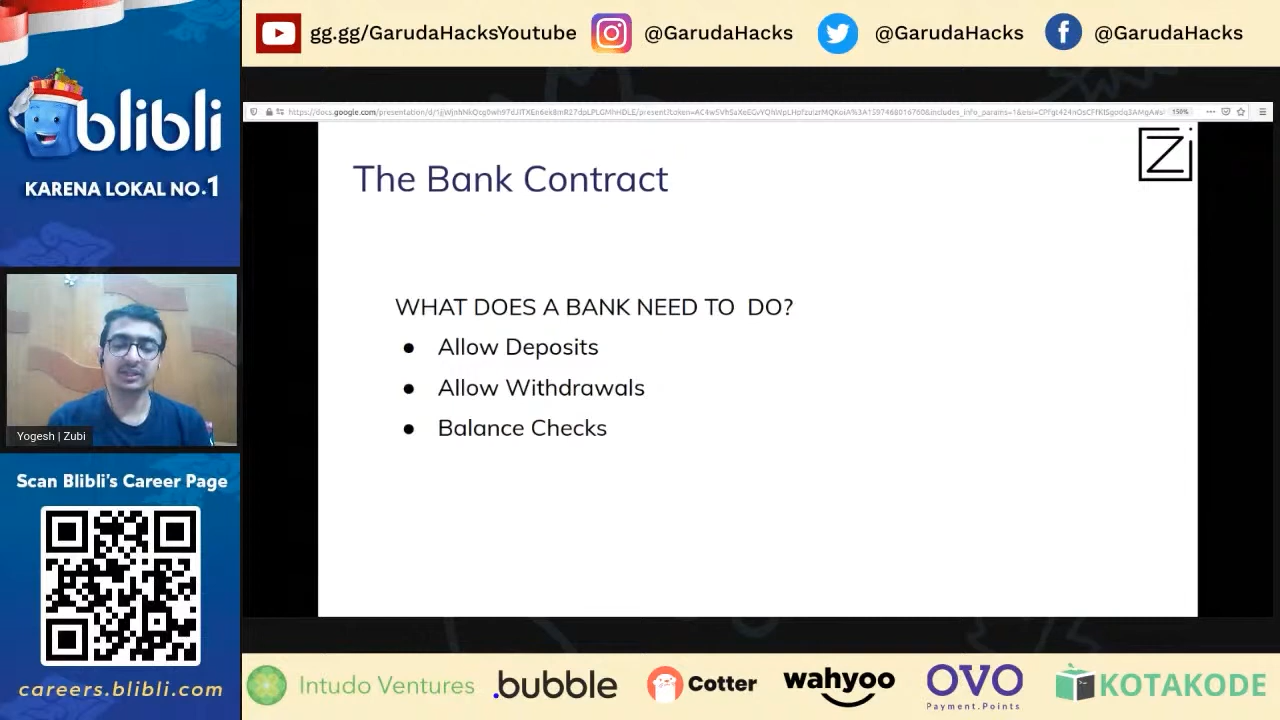 gg.gg/GarudaHacksYoutube
@GarudaHacks
@GarudaHacks
@GarudaHacks
blibli
KARENA LOKAL NO.1
150%
The Bank Contract
Z
WHAT DOES A BANK NEED TO DO?
● Allow Deposits
● Allow Withdrawals
● Balance Checks
Yogesh | Zubi
Scan Blibli's Career Page
careers.blibli.com
Intudo Ventures
.bubble
Cotter
wahyoo
OVO
Payment.Points
KOTAKODE